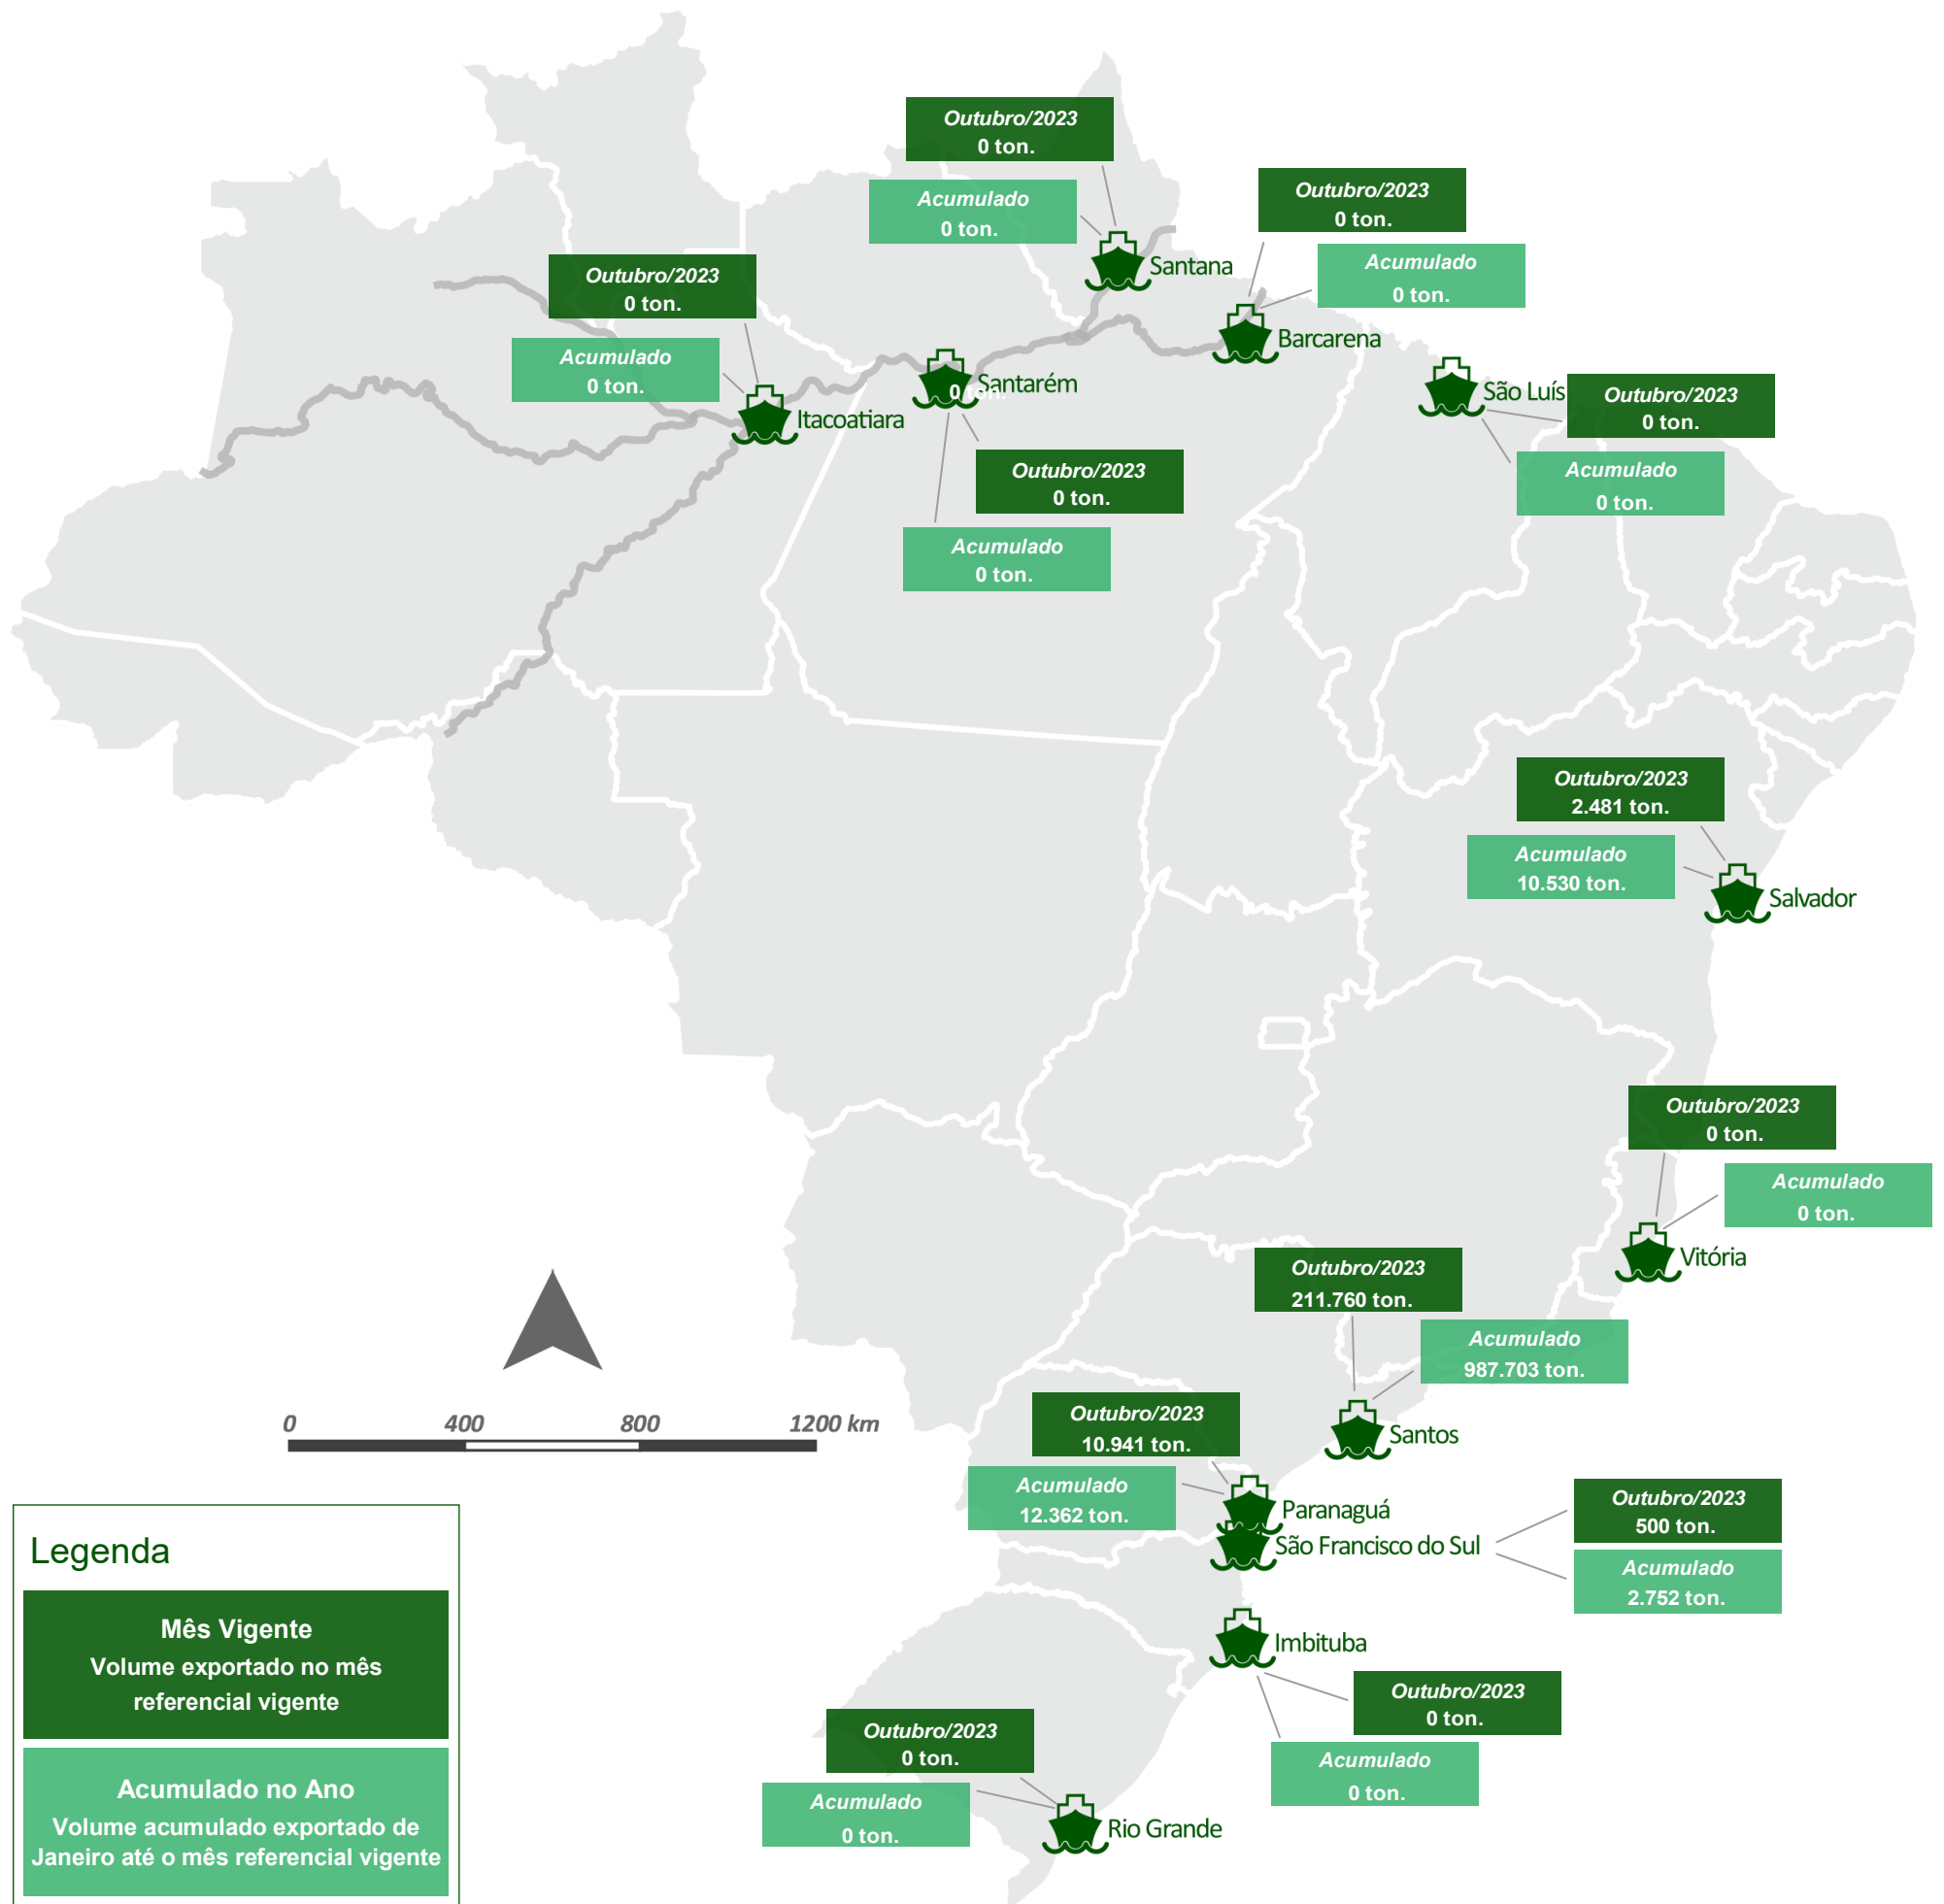 Outubro/2023
0 ton.
Acumulado
0 ton.
Santana
Outubro/2023
0 ton.
Acumulado
0 ton.
Barcarena
Outubro/2023
0 ton.
Acumulado
0 ton.
Itacoatiara
Santarém
0 ton.
Outubro/2023
0 ton.
Acumulado
0 ton.
São Luís
Outubro/2023
0 ton.
Acumulado
0 ton.
Outubro/2023
2.481 ton.
Acumulado
10.530 ton.
Salvador
Outubro/2023
0 ton.
Acumulado
0 ton.
Vitória
Outubro/2023
211.760 ton.
Acumulado
987.703 ton.
Santos
Outubro/2023
10.941 ton.
Acumulado
12.362 ton.
Paranaguá
São Francisco do Sul
Outubro/2023
500 ton.
Acumulado
2.752 ton.
Imbituba
Outubro/2023
0 ton.
Acumulado
0 ton.
Outubro/2023
0 ton.
Acumulado
0 ton.
Rio Grande
0 400 800 1200 km
Legenda
Mês Vigente
Volume exportado no mês
referencial vigente
Acumulado no Ano
Volume acumulado exportado de
Janeiro até o mês referencial vigente